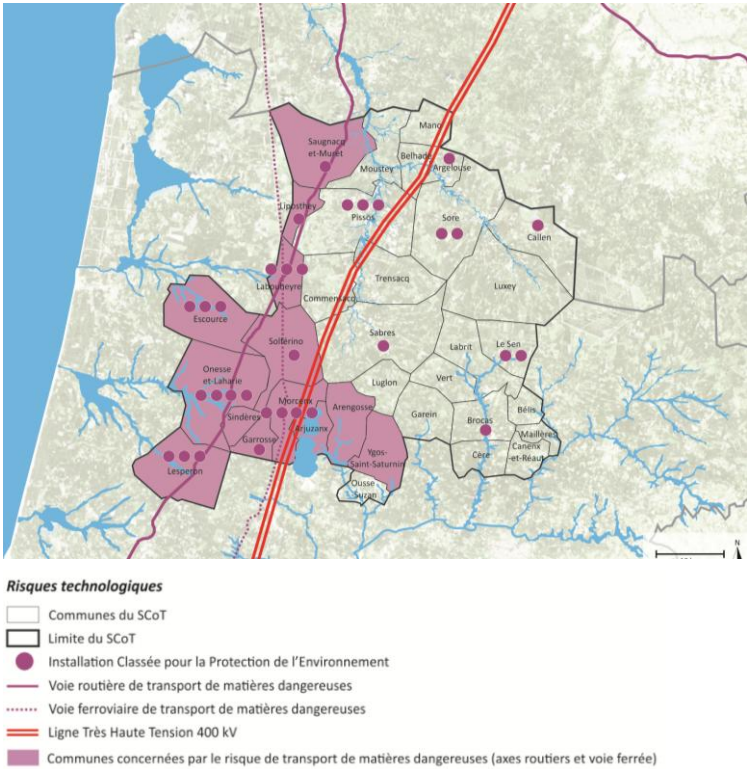 Mano
Saugnacq
et-Muret
Belhade
Moustey
Argelouse
Liposthey
Pissos
Sore
Callen
Labouheyre
Trensacq
Commensacq
Luxey
Escource
Sabres
Solférino
Labrit
Le Sen
Onesse
et-Laharie
Luglon
Vert
Morcenx
Arengosse
Sindères
Garein
Brocas
Bélis
Arjuzanx
Maillères
Garrosse
Canenx
-et-Réaut
Ygos-
Saint-Saturnin
Cère
Lesperon
Ousse
Suzan
N
Risques technologiques
Communes du SCoT
Limite du SCoT
Installation Classée pour la Protection de l'Environnement
Voie routière de transport de matières dangereuses
Voie ferroviaire de transport de matières dangereuses
Ligne Très Haute Tension 400 kV
Communes concernées par le risque de transport de matières dangereuses (axes routiers et voie ferrée)